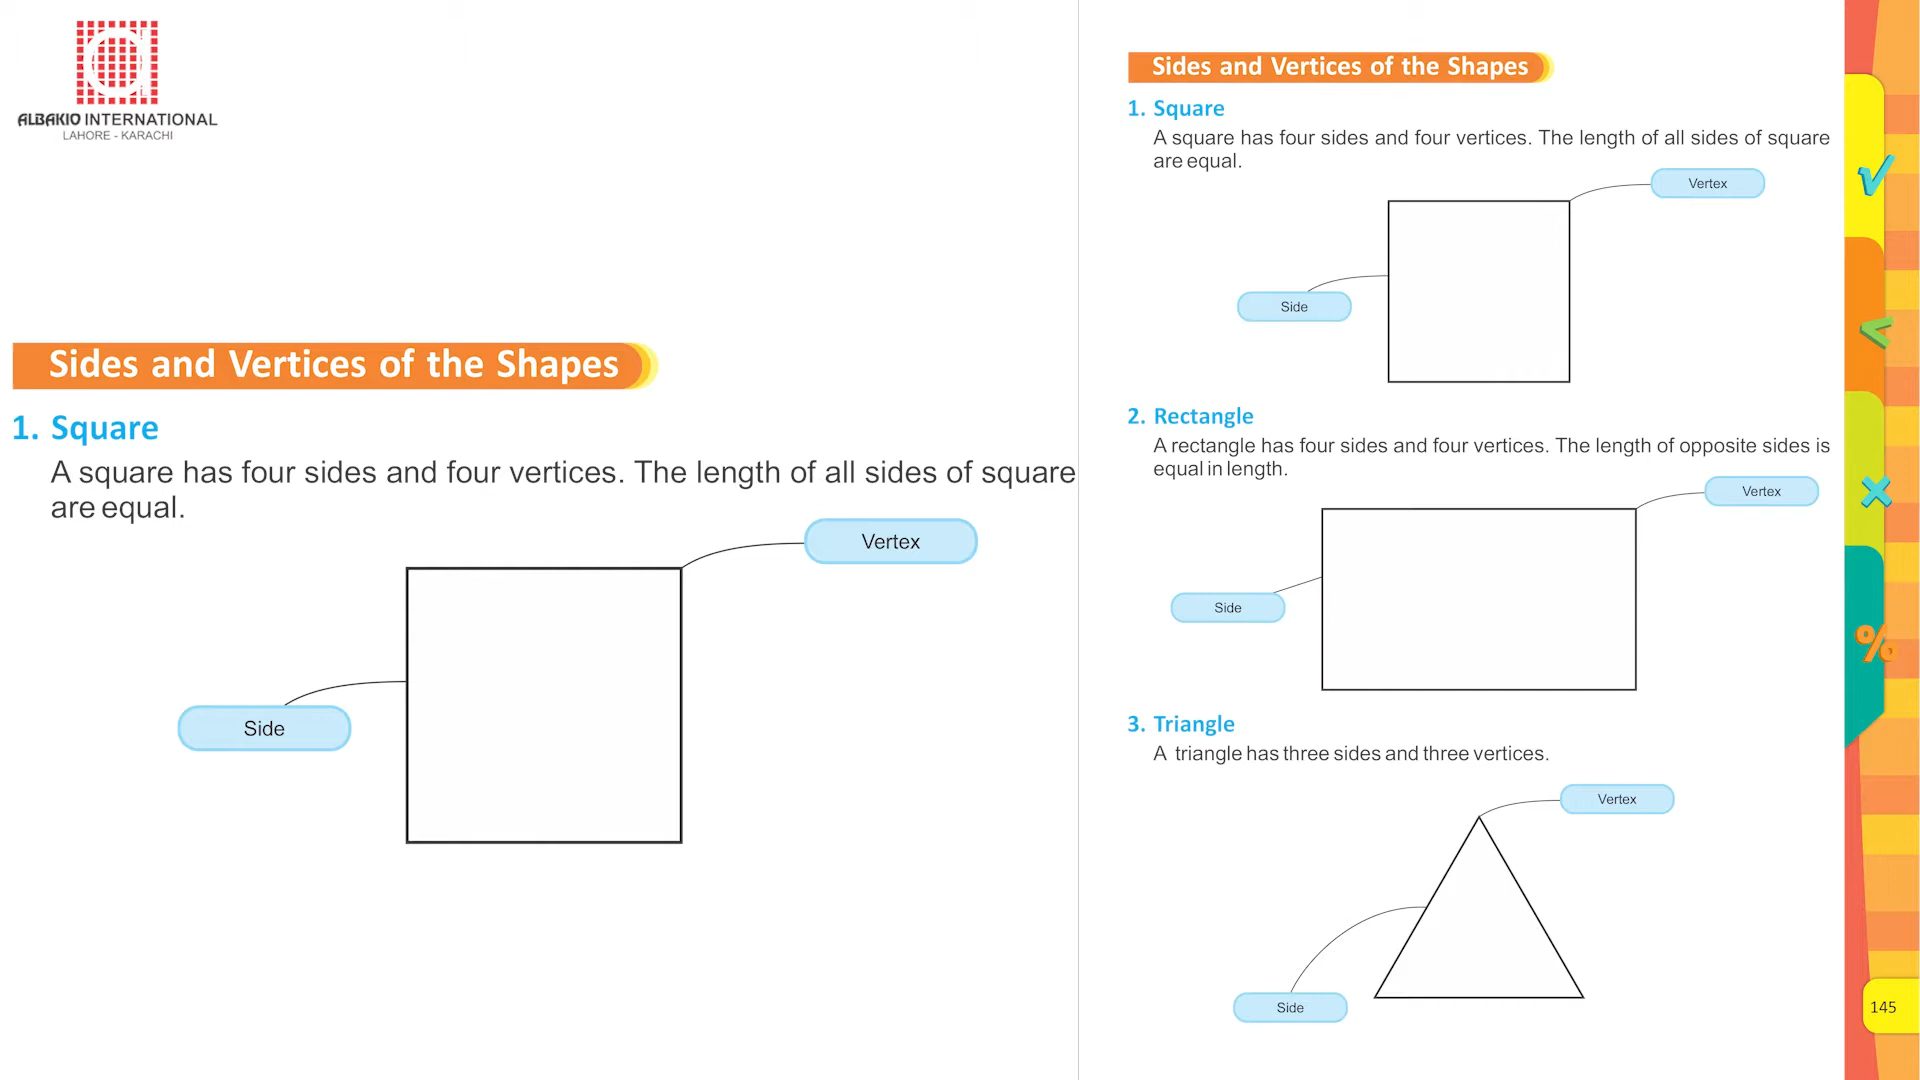 ALBAKIO INTERNATIONAL
LAHORE - KARACHI
Sides and Vertices of the Shapes
1. Square
A square has four sides and four vertices. The length of all sides of square
are equal.
Vertex
Side
Sides and Vertices of the Shapes
1. Square
A square has four sides and four vertices. The length of all sides of square
are equal.
Vertex
Side
2. Rectangle
A rectangle has four sides and four vertices. The length of opposite sides is
equal in length.
Vertex
Side
3. Triangle
A triangle has three sides and three vertices.
Vertex
Side
√
<
×
%
145